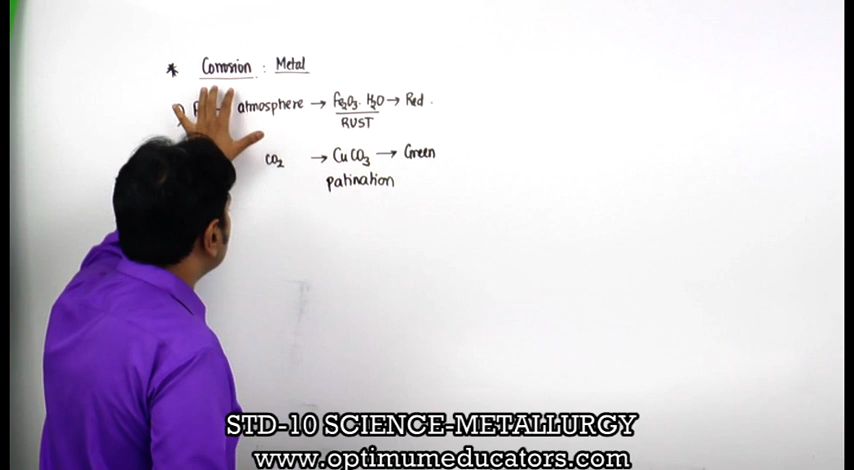 * Corrosion : Metal
atmosphere → Fe₂O₃. H₂O → Red.
RUST
CO₂ → CuCO₃ → Green
patination
STD-10 SCIENCE-METALLURGY
www.optimumeducators.com